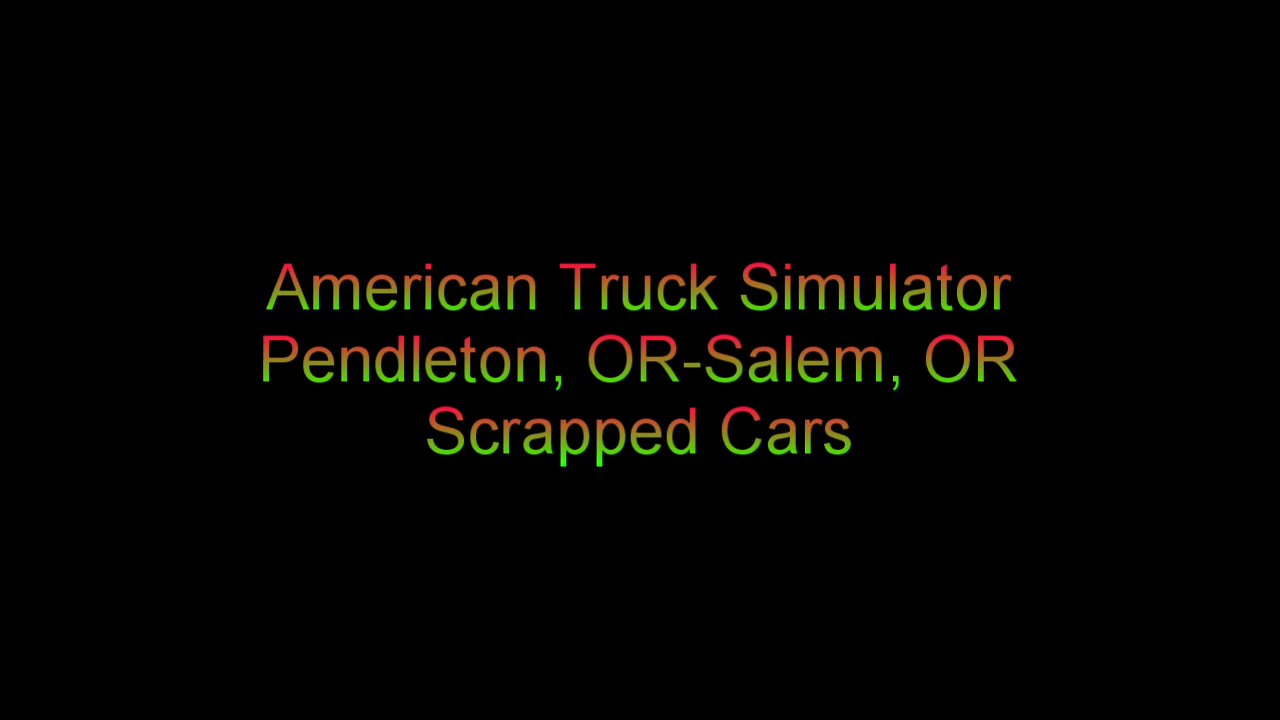 American Truck Simulator
Pendleton, OR-Salem, OR
Scrapped Cars